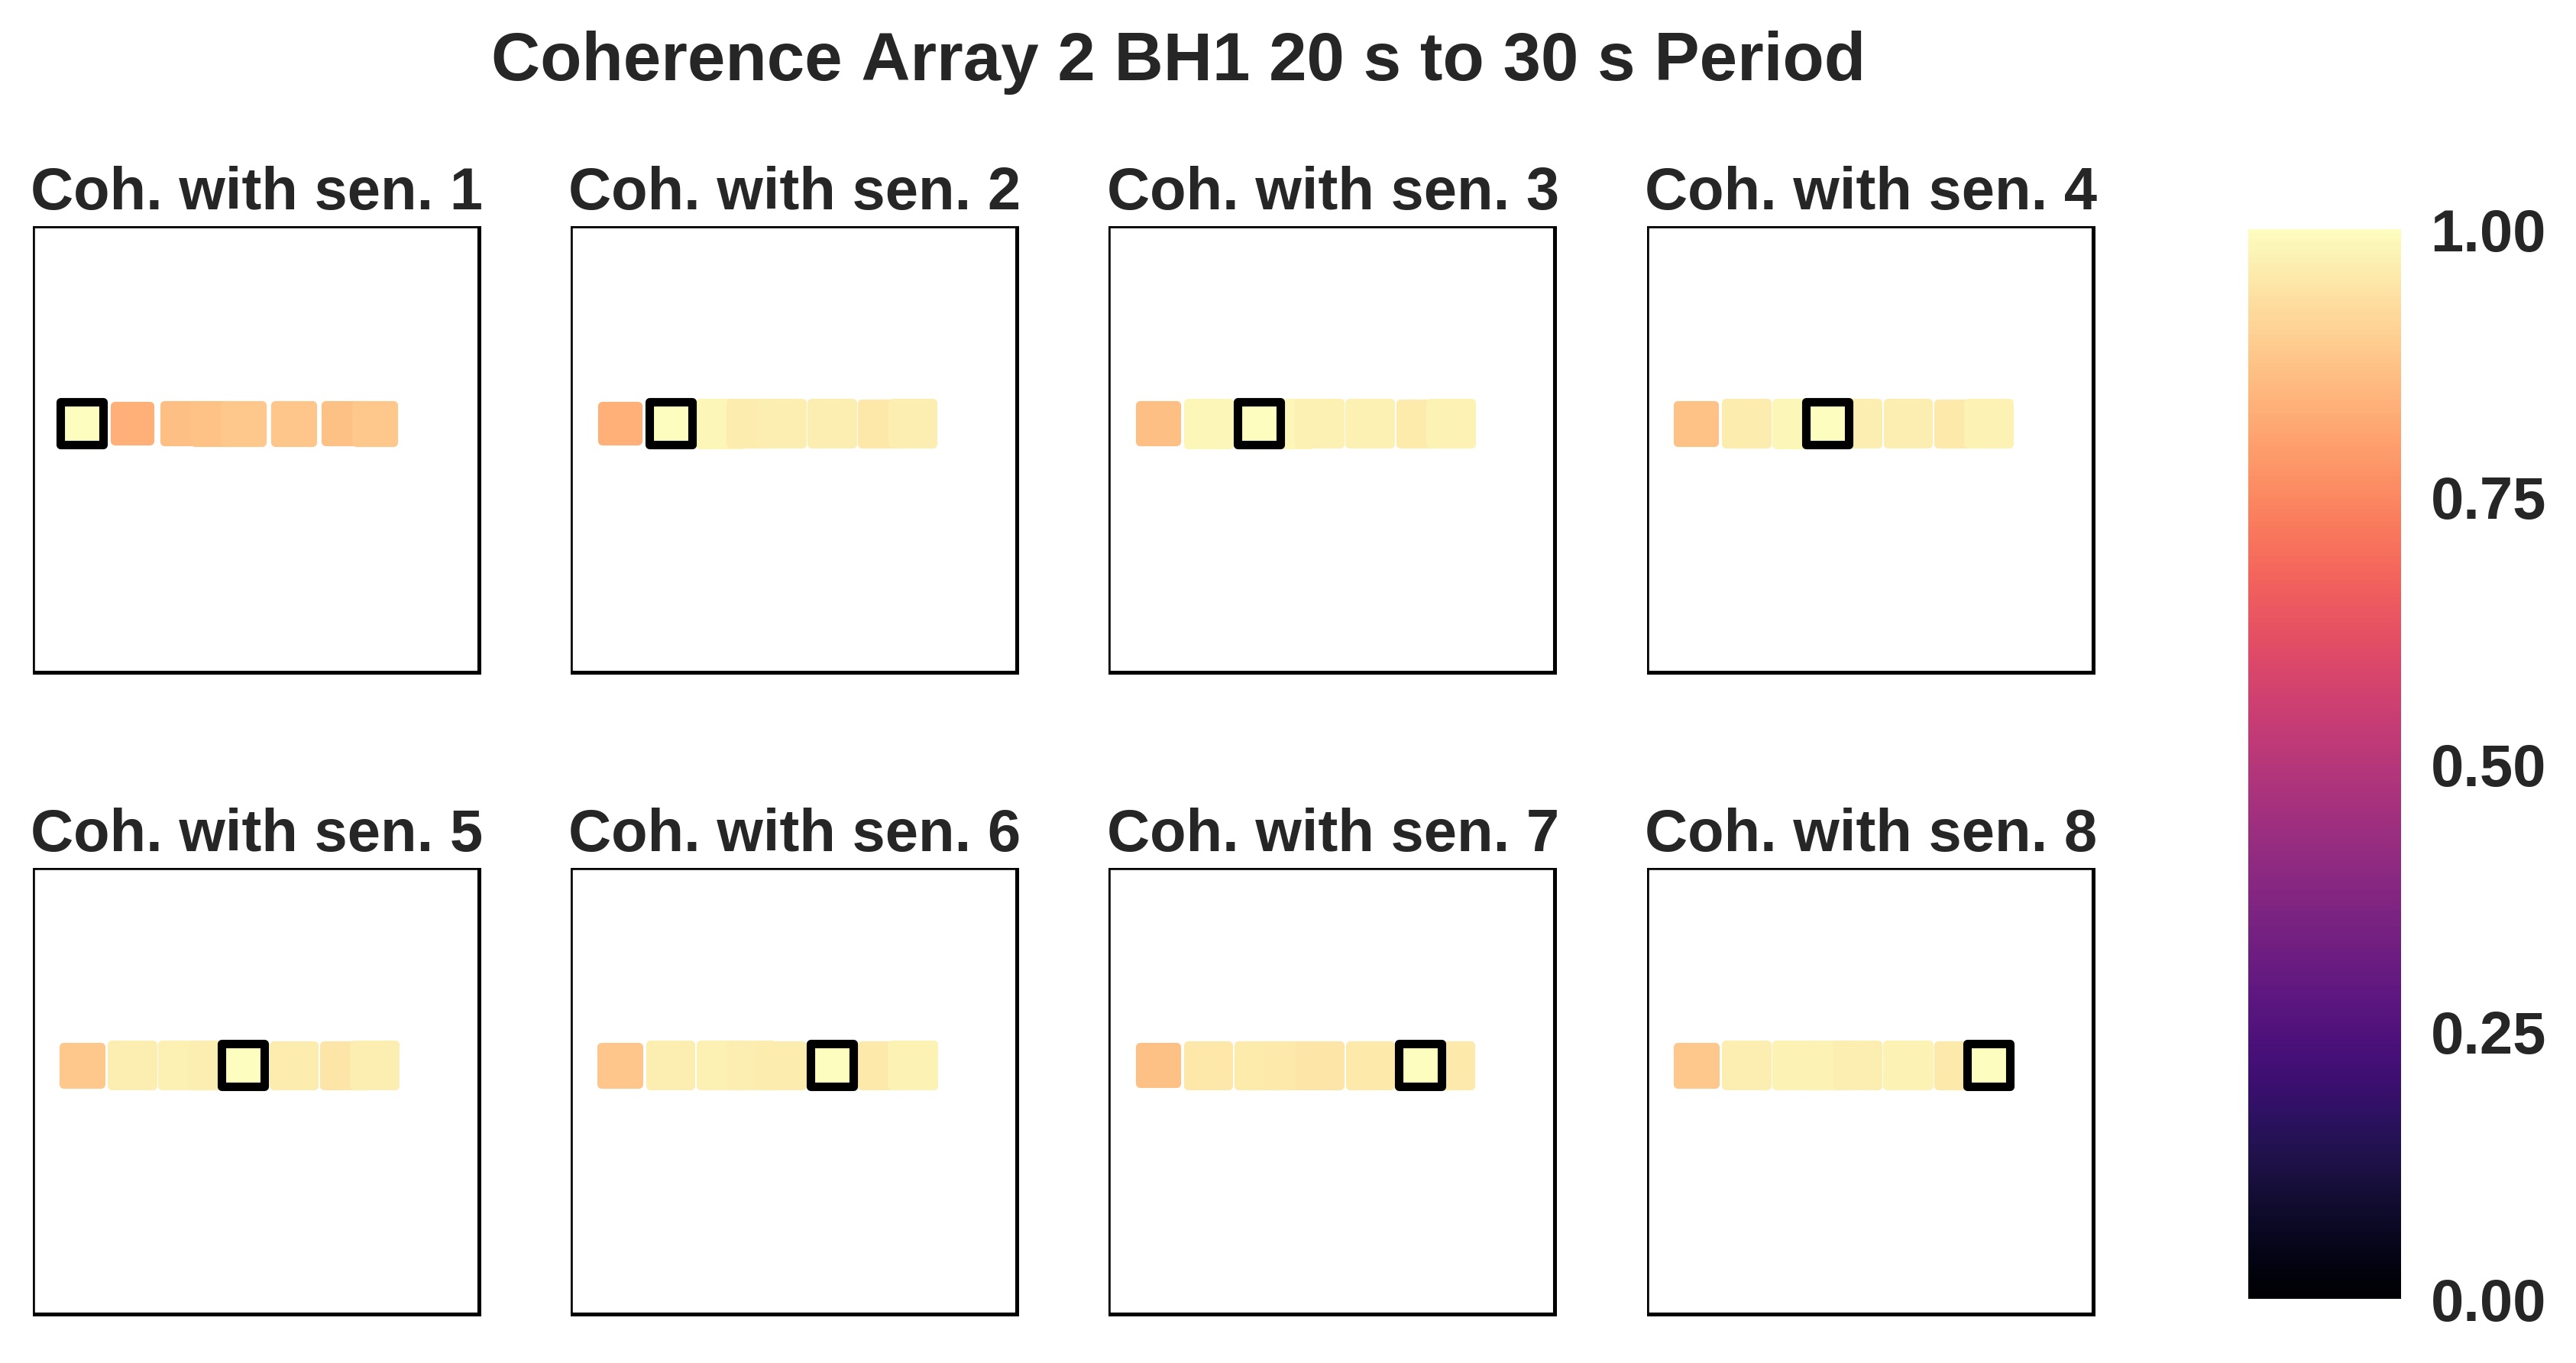 Coherence Array 2 BH1 20 s to 30 s Period
Coh. with sen. 1
Coh. with sen. 2
Coh. with sen. 3
Coh. with sen. 4
Coh. with sen. 5
Coh. with sen. 6
Coh. with sen. 7
Coh. with sen. 8
1.00
0.75
0.50
0.25
0.00